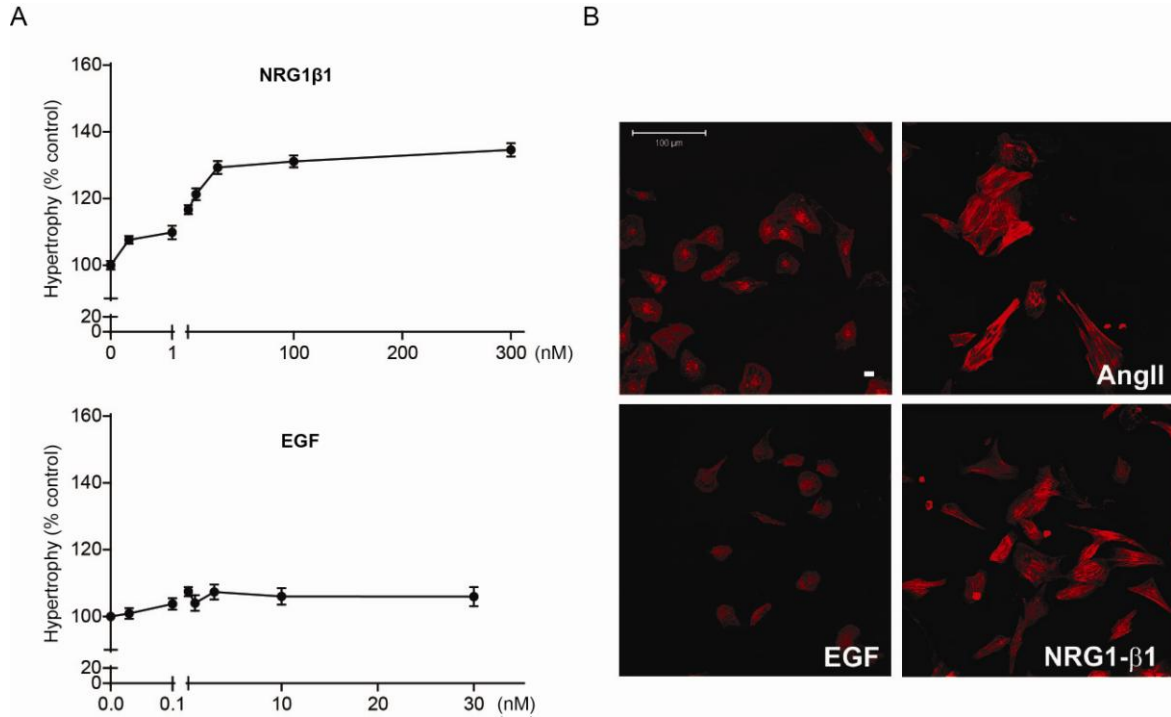 A
NRG1β1
Hypertrophy (% control)
160
140
120
100
20
0
0 1 100 200 300 (nM)
EGF
Hypertrophy (% control)
160
140
120
100
20
0
0.0 0.1 10 20 30 (nM)
B
100 µm
AngII
EGF
NRG1-β1